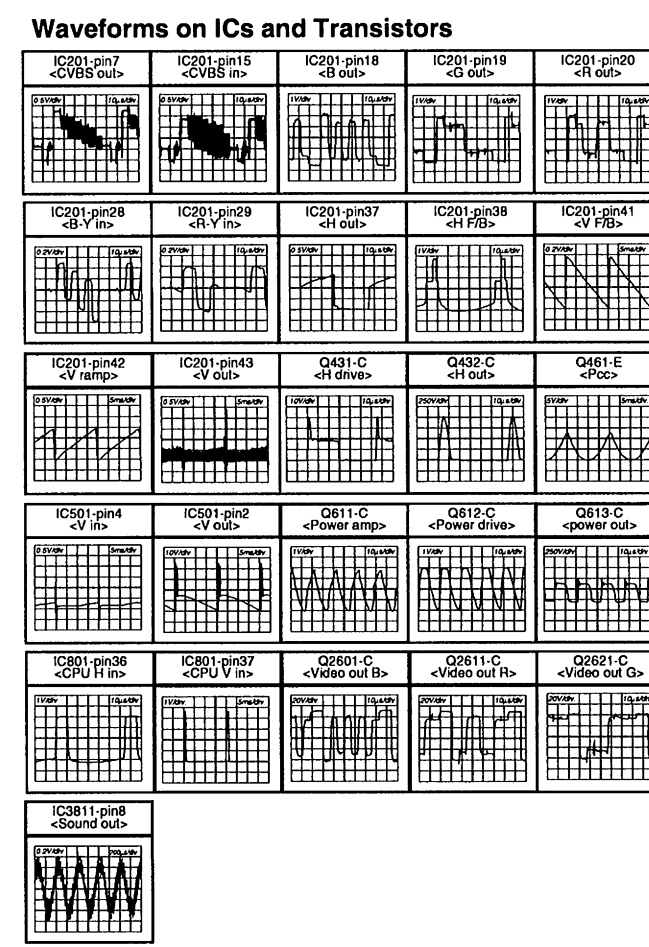 Waveforms on ICs and Transistors
IC201-pin7 IC201-pin15 IC201-pin18 IC201-pin19 IC201-pin20
<CVBS out> <CVBS in> <B out> <G out> <R out>
0.5V/div 10μs/div 0.5V/div 10μs/div 1V/div 10μs/div 1V/div 10μs/div 1V/div 10μs/div
IC201-pin28 IC201-pin29 IC201-pin37 IC201-pin38 IC201-pin41
<B-Y in> <R-Y in> <H out> <H F/B> <V F/B>
0.2V/div 10μs/div 0.2V/div 10μs/div 0.5V/div 10μs/div 1V/div 10μs/div 0.2V/div 5ms/div
IC201-pin42 IC201-pin43 Q431-C Q432-C Q461-E
<V ramp> <V out> <H drive> <H out> <Pcc>
0.5V/div 5ms/div 0.5V/div 5ms/div 10V/div 10μs/div 250V/div 10μs/div 5V/div 5ms/div
IC501-pin4 IC501-pin2 Q611-C Q612-C Q613-C
<V in> <V out> <Power amp> <Power drive> <power out>
0.5V/div 5ms/div 10V/div 5ms/div 1V/div 10μs/div 1V/div 10μs/div 250V/div 10μs/div
IC801-pin36 IC801-pin37 Q2601-C Q2611-C Q2621-C
<CPU H in> <CPU V in> <Video out B> <Video out R> <Video out G>
1V/div 10μs/div 1V/div 5ms/div 20V/div 10μs/div 20V/div 10μs/div 20V/div 10μs/div
IC3811-pin8
<Sound out>
0.2V/div 200μs/div